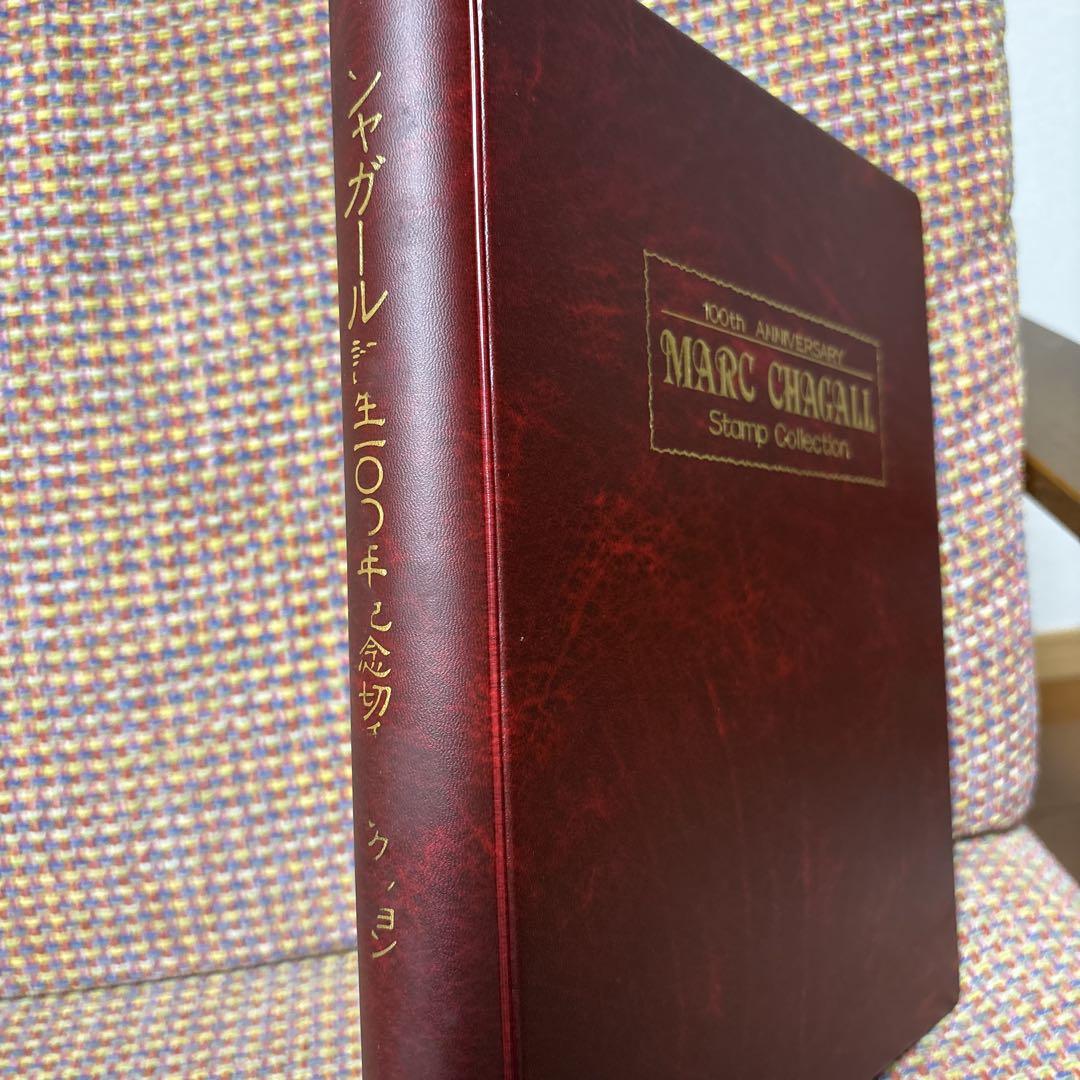 シャガール誕生一〇〇年記念切手
100th ANNIVERSARY
MARC CHAGALL
Stamp Collection